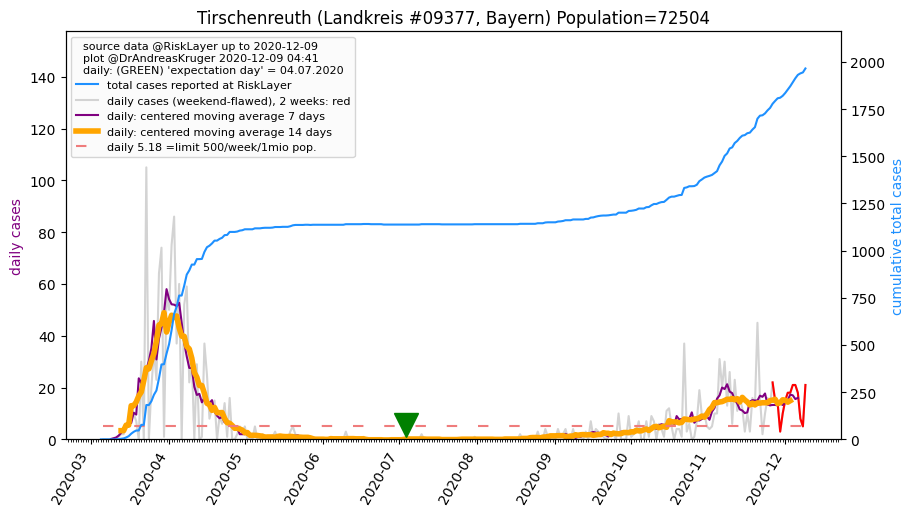 Tirschenreuth (Landkreis #09377, Bayern) Population=72504
source data @RiskLayer up to 2020-12-09
plot @DrAndreasKruger 2020-12-09 04:41
daily: (GREEN) 'expectation day' = 04.07.2020
total cases reported at RiskLayer
daily cases (weekend-flawed), 2 weeks: red
daily: centered moving average 7 days
daily: centered moving average 14 days
daily 5.18 =limit 500/week/1mio pop.
daily cases
0
20
40
60
80
100
120
140
cumulative total cases
0
250
500
750
1000
1250
1500
1750
2000
2020-03
2020-04
2020-05
2020-06
2020-07
2020-08
2020-09
2020-10
2020-11
2020-12